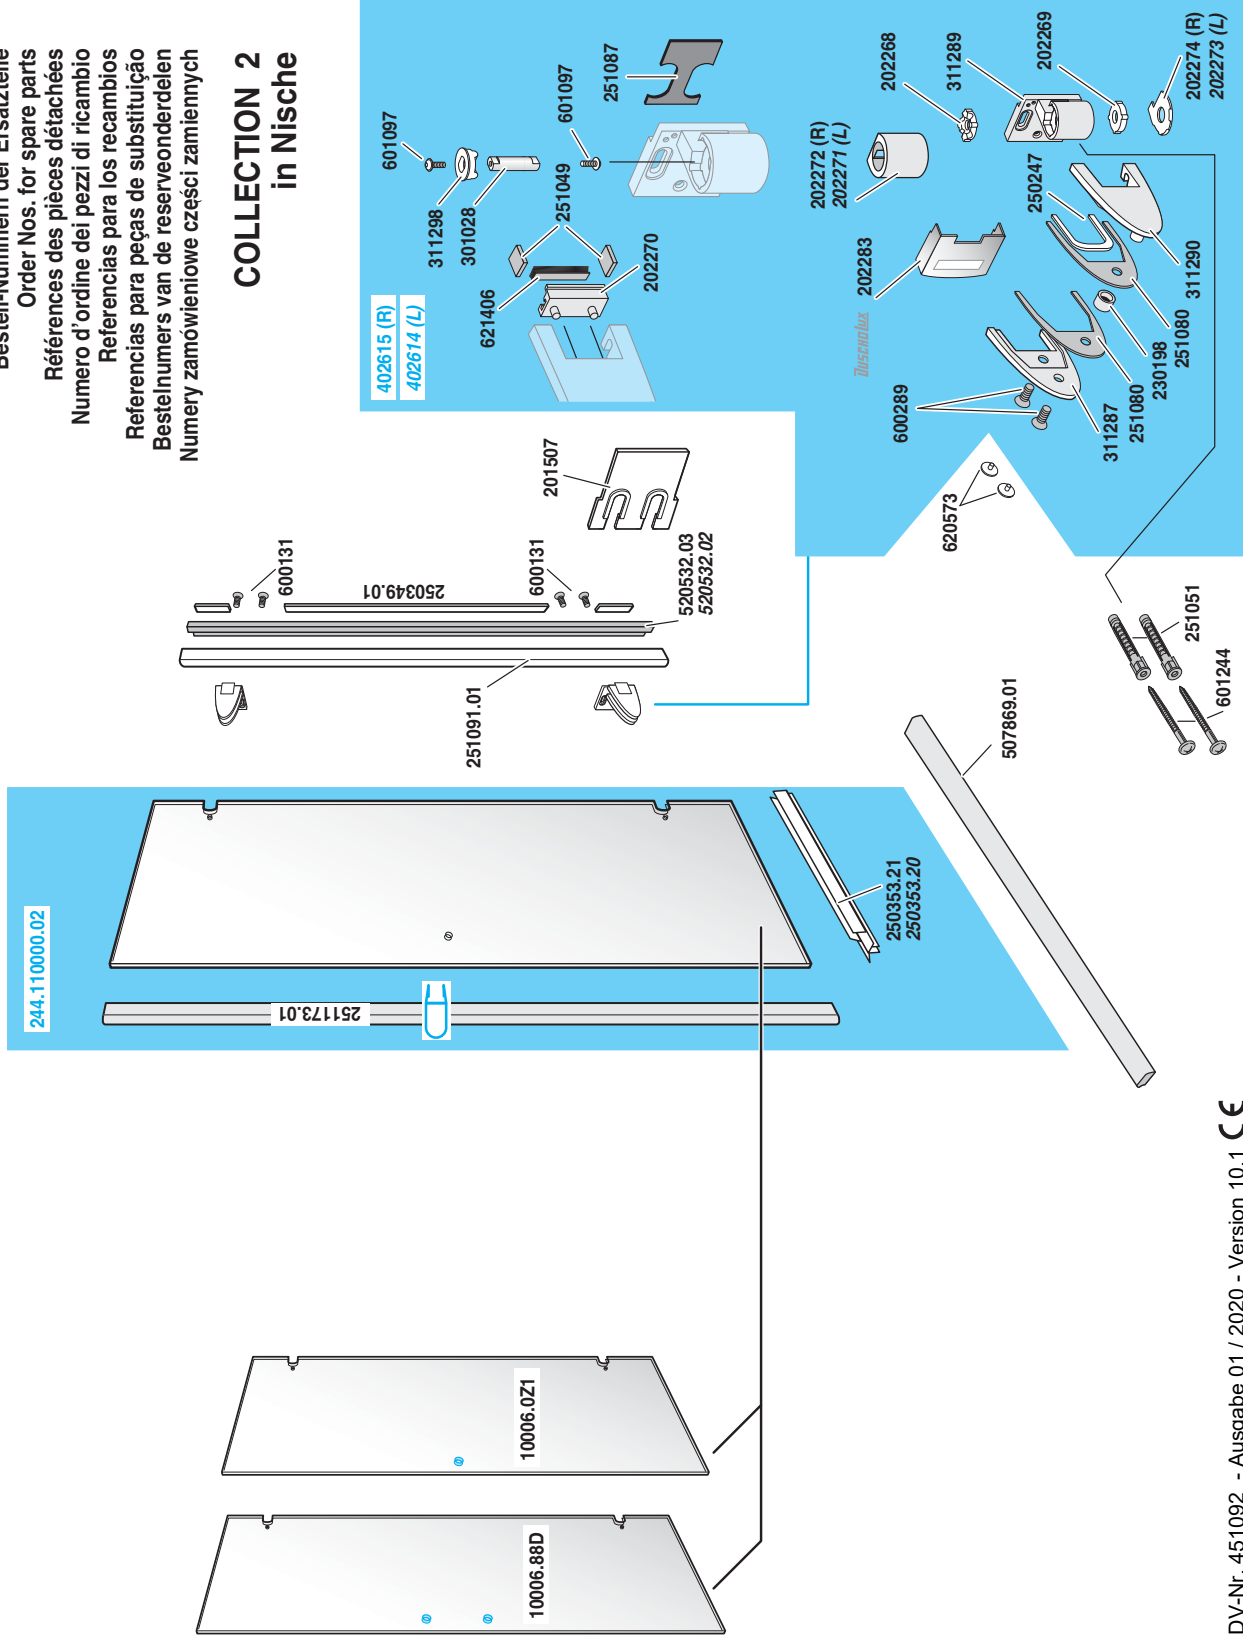 Bestell-Nummern der Ersatzteile
Order Nos. for spare parts
Références des pièces détachées
Numero d'ordine dei pezzi di ricambio
Referencias para los recambios
Referencias para peças de substituição
Bestelnumers van de reserveonderdelen
Numery zamówieniowe części zamiennych
COLLECTION 2
in Nische
402615 (R)
402614 (L)
601097
311298
301028
251049
621406
202270
601097
251087
Duscholux
202283
202272 (R)
202271 (L)
202268
311289
202269
202274 (R)
202273 (L)
250247
311290
251080
230198
251080
311287
600289
620573
201507
600131
250349.01
600131
520532.03
520532.02
251091.01
251051
601244
507869.01
244.110000.02
251173.01
250353.21
250353.20
10006.0Z1
10006.88D
DV-Nr. 451092 - Ausgabe 01 / 2020 - Version 10.1 CE